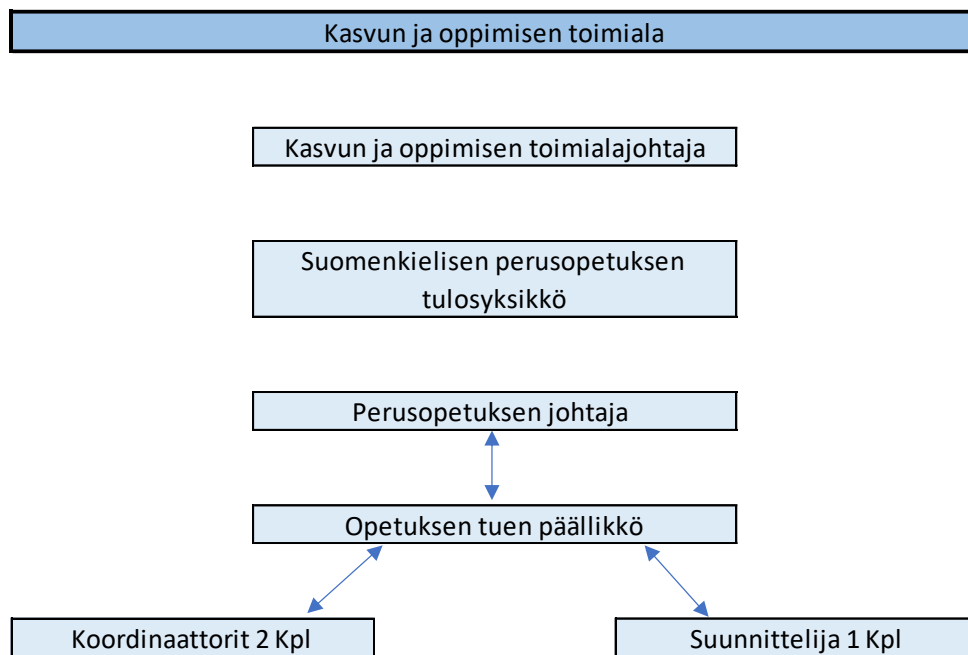 Kasvun ja oppimisen toimiala
Kasvun ja oppimisen toimialajohtaja
Suomenkielisen perusopetuksen
tulosyksikkö
Perusopetuksen johtaja
Opetuksen tuen päällikkö
Koordinaattorit 2 Kpl
Suunnittelija 1 Kpl